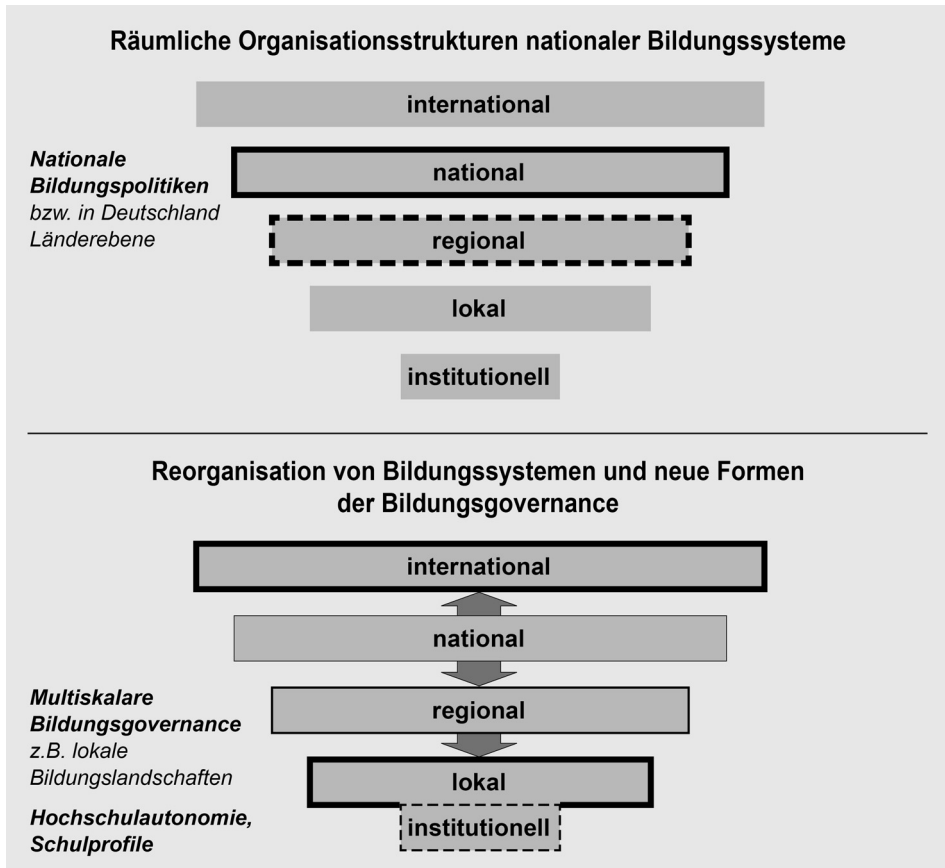 Räumliche Organisationsstrukturen nationaler Bildungssysteme
international
Nationale
Bildungspolitiken
bzw. in Deutschland
Länderebene
national
regional
lokal
institutionell
Reorganisation von Bildungssystemen und neue Formen
der Bildungsgovernance
international
national
Multiskalare
Bildungsgovernance
z.B. lokale
Bildungslandschaften
regional
lokal
Hochschulautonomie,
Schulprofile
institutionell